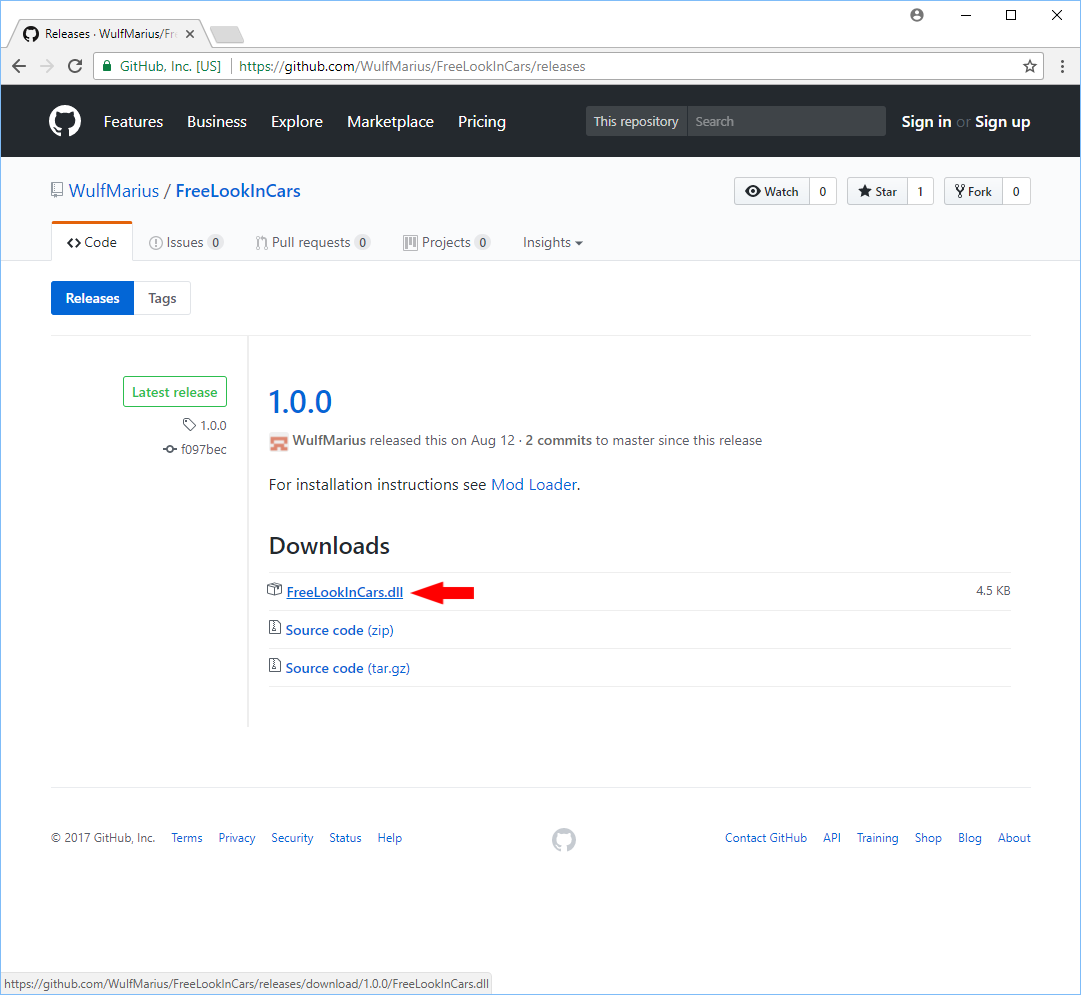 Releases · WulfMarius/Fre
GitHub, Inc. [US] https://github.com/WulfMarius/FreeLookInCars/releases
Features Business Explore Marketplace Pricing This repository Search Sign in or Sign up
WulfMarius / FreeLookInCars Watch 0 Star 1 Fork 0
Code Issues 0 Pull requests 0 Projects 0 Insights
Releases Tags
Latest release
1.0.0
f097bec
1.0.0
WulfMarius released this on Aug 12 · 2 commits to master since this release
For installation instructions see Mod Loader.
Downloads
FreeLookInCars.dll 4.5 KB
Source code (zip)
Source code (tar.gz)
© 2017 GitHub, Inc. Terms Privacy Security Status Help Contact GitHub API Training Shop Blog About
https://github.com/WulfMarius/FreeLookInCars/releases/download/1.0.0/FreeLookInCars.dll